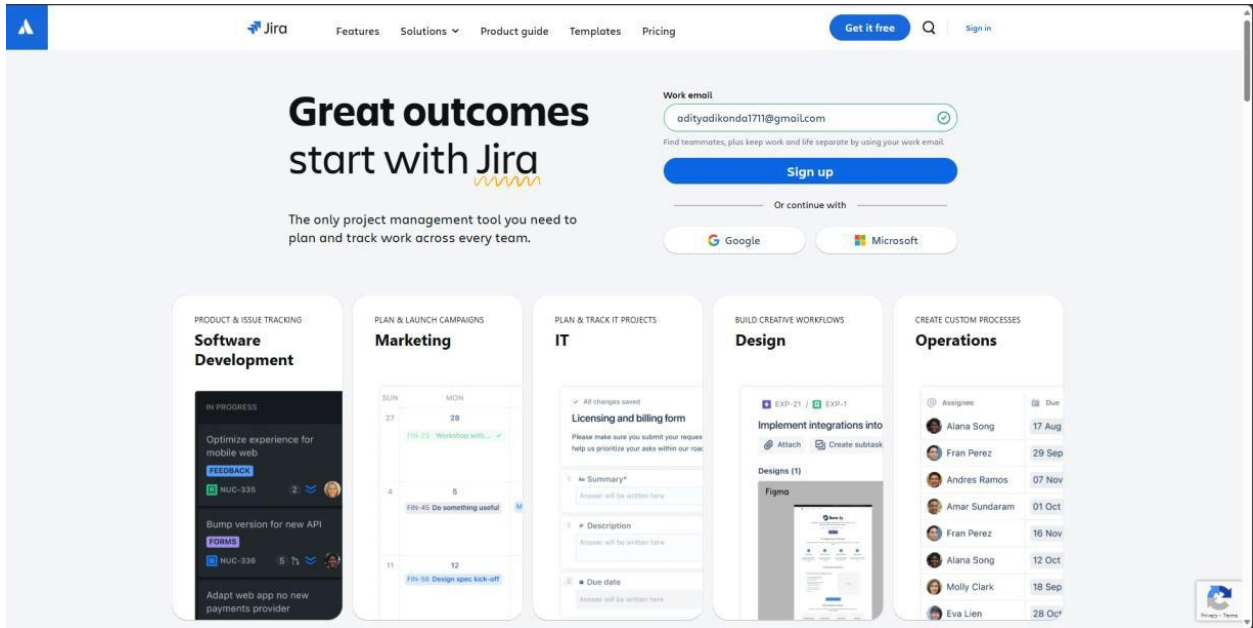 Jira
Features
Solutions
Product guide
Templates
Pricing
Get it free
Sign in
Great outcomes
start with Jira
The only project management tool you need to
plan and track work across every team.
Work email
adityadikonda1711@gmail.com
Find teammates, plus keep work and life separate by using your work email.
Sign up
Or continue with
Google
Microsoft
PRODUCT & ISSUE TRACKING
Software
Development
IN PROGRESS
Optimize experience for
mobile web
FEEDBACK
NUC-335 2
Bump version for new API
FORMS
NUC-336 5
Adapt web app no new
payments provider
PLAN & LAUNCH CAMPAIGNS
Marketing
SUN MON
27 28
FIN-23 Workshop with...
4 5
FIN-45 Do something useful M
11 12
FIN-56 Design spec kick-off
PLAN & TRACK IT PROJECTS
IT
All changes saved
Licensing and billing form
Please make sure you submit your reques
help us prioritize your asks within our road
Aa Summary*
Answer will be written here
Description
Answer will be written here
Due date
Answer will be written here
BUILD CREATIVE WORKFLOWS
Design
EXP-21 / EXP-1
Implement integrations into
Attach Create subtask
Designs (1)
Figma
CREATE CUSTOM PROCESSES
Operations
Assignee Due
Alana Song 17 Aug
Fran Perez 29 Sep
Andres Ramos 07 Nov
Amar Sundaram 01 Oct
Fran Perez 16 Nov
Alana Song 12 Oct
Molly Clark 18 Sep
Eva Lien 28 Oct
Privacy - Terms